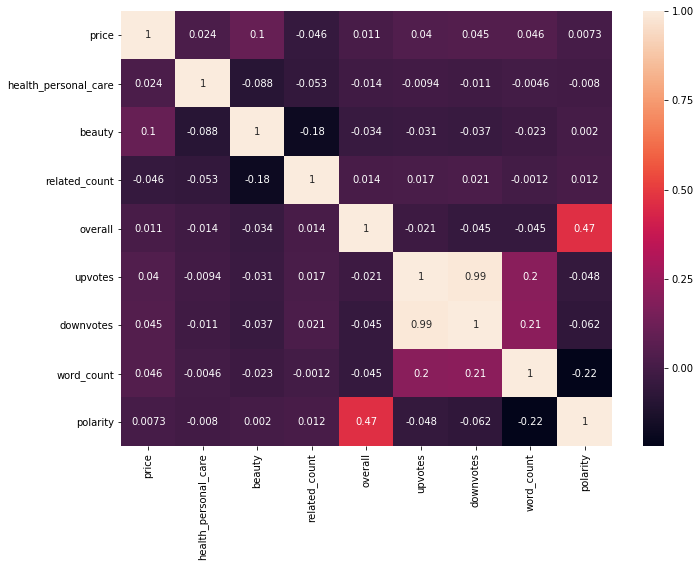 price 1 0.024 0.1 -0.046 0.011 0.04 0.045 0.046 0.0073
health_personal_care 0.024 1 -0.088 -0.053 -0.014 -0.0094 -0.011 -0.0046 -0.008
beauty 0.1 -0.088 1 -0.18 -0.034 -0.031 -0.037 -0.023 0.002
related_count -0.046 -0.053 -0.18 1 0.014 0.017 0.021 -0.0012 0.012
overall 0.011 -0.014 -0.034 0.014 1 -0.021 -0.045 -0.045 0.47
upvotes 0.04 -0.0094 -0.031 0.017 -0.021 1 0.99 0.2 -0.048
downvotes 0.045 -0.011 -0.037 0.021 -0.045 0.99 1 0.21 -0.062
word_count 0.046 -0.0046 -0.023 -0.0012 -0.045 0.2 0.21 1 -0.22
polarity 0.0073 -0.008 0.002 0.012 0.47 -0.048 -0.062 -0.22 1
price
health_personal_care
beauty
related_count
overall
upvotes
downvotes
word_count
polarity
1.00
0.75
0.50
0.25
0.00